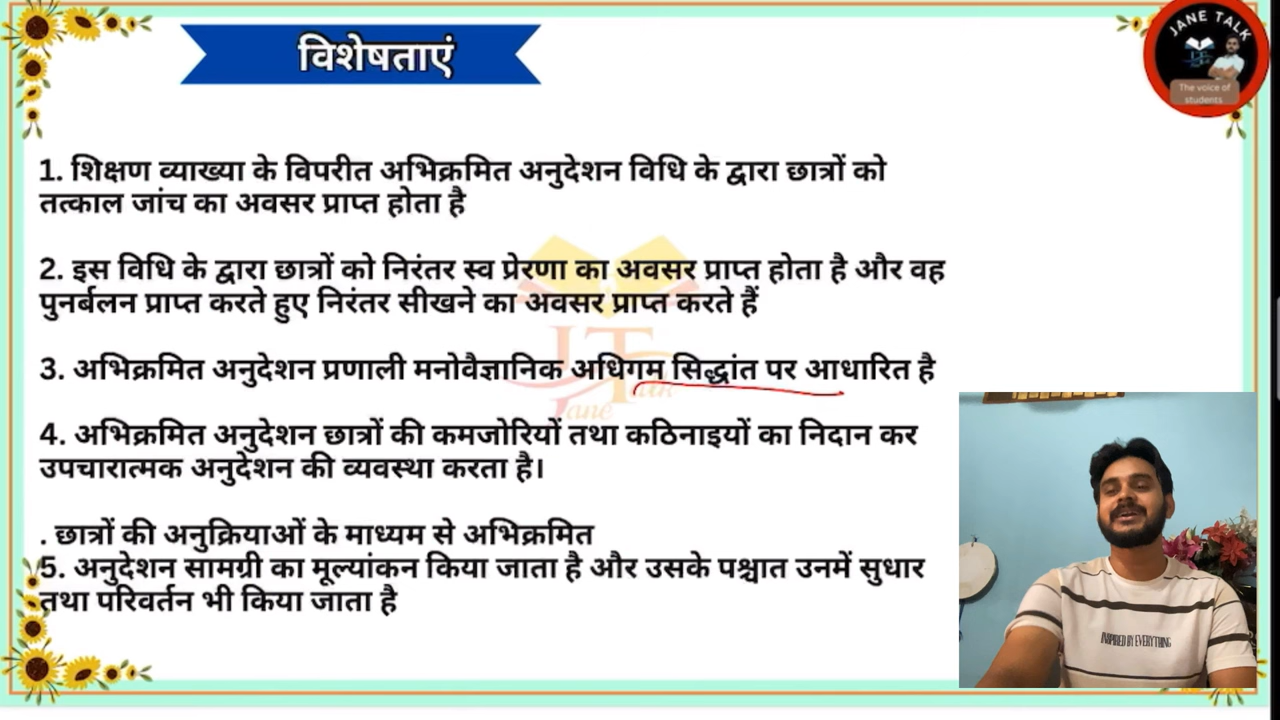 विशेषताएं
JANE TALK
The voice of
students
1. शिक्षण व्याख्या के विपरीत अभिक्रमित अनुदेशन विधि के द्वारा छात्रों को
तत्काल जांच का अवसर प्राप्त होता है
2. इस विधि के द्वारा छात्रों को निरंतर स्व प्रेरणा का अवसर प्राप्त होता है और वह
पुनर्बलन प्राप्त करते हुए निरंतर सीखने का अवसर प्राप्त करते हैं
3. अभिक्रमित अनुदेशन प्रणाली मनोवैज्ञानिक अधिगम सिद्धांत पर आधारित है
4. अभिक्रमित अनुदेशन छात्रों की कमजोरियों तथा कठिनाइयों का निदान कर
उपचारात्मक अनुदेशन की व्यवस्था करता है।
. छात्रों की अनुक्रियाओं के माध्यम से अभिक्रमित
5. अनुदेशन सामग्री का मूल्यांकन किया जाता है और उसके पश्चात उनमें सुधार
तथा परिवर्तन भी किया जाता है
JT
Jane Talk
INSPIRED BY EVERYTHING